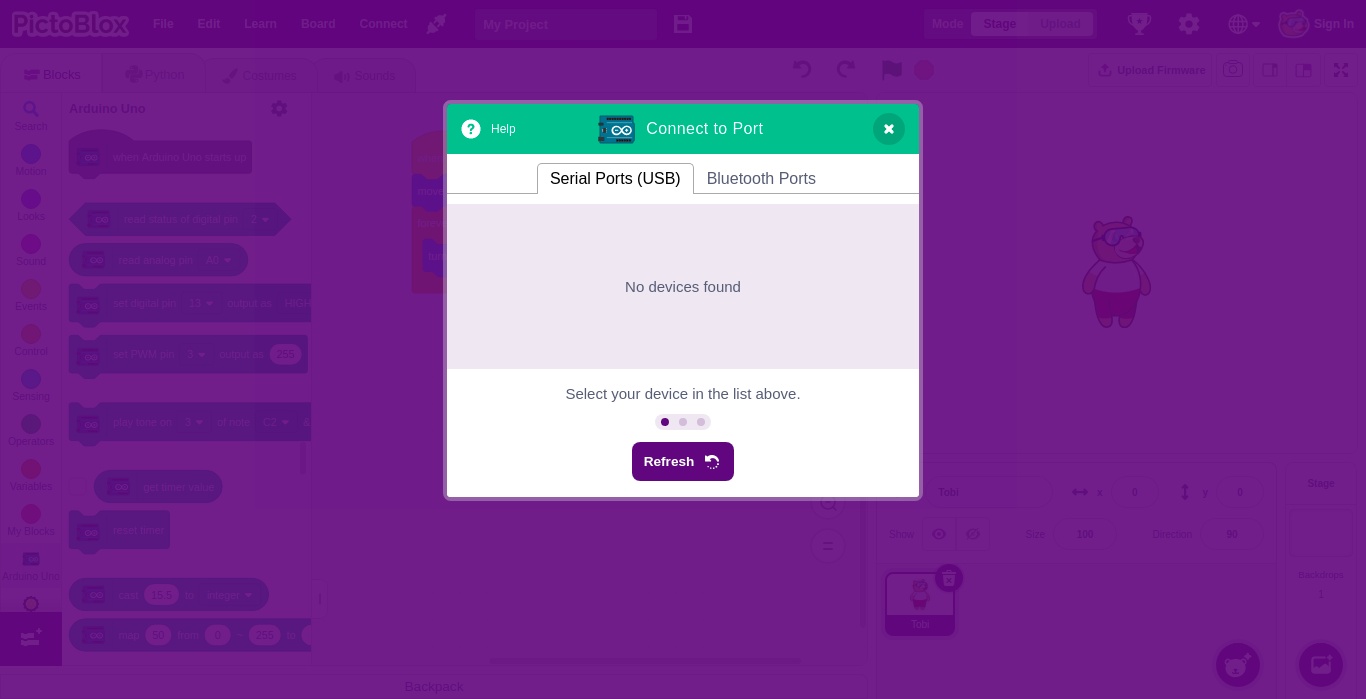 PictoBlox File Edit Learn Board Connect My Project Mode Stage Upload Sign In
Blocks Python Costumes Sounds Upload Firmware
Search
Motion
Looks
Sound
Events
Control
Sensing
Operators
Variables
My Blocks
Arduino Uno
Arduino Uno
when Arduino Uno starts up
read status of digital pin 2
read analog pin A0
set digital pin 13 output as HIGH
set PWM pin 3 output as 255
play tone on 3 of note C2
get timer value
reset timer
cast 15.5 to integer
map 50 from 0 ~ 255 to
move
Help Connect to Port
Serial Ports (USB) Bluetooth Ports
No devices found
Select your device in the list above.
Refresh
Tobi x 0 y 0
Show Size 100 Direction 90
Tobi
Stage
Backdrops
1
Backpack